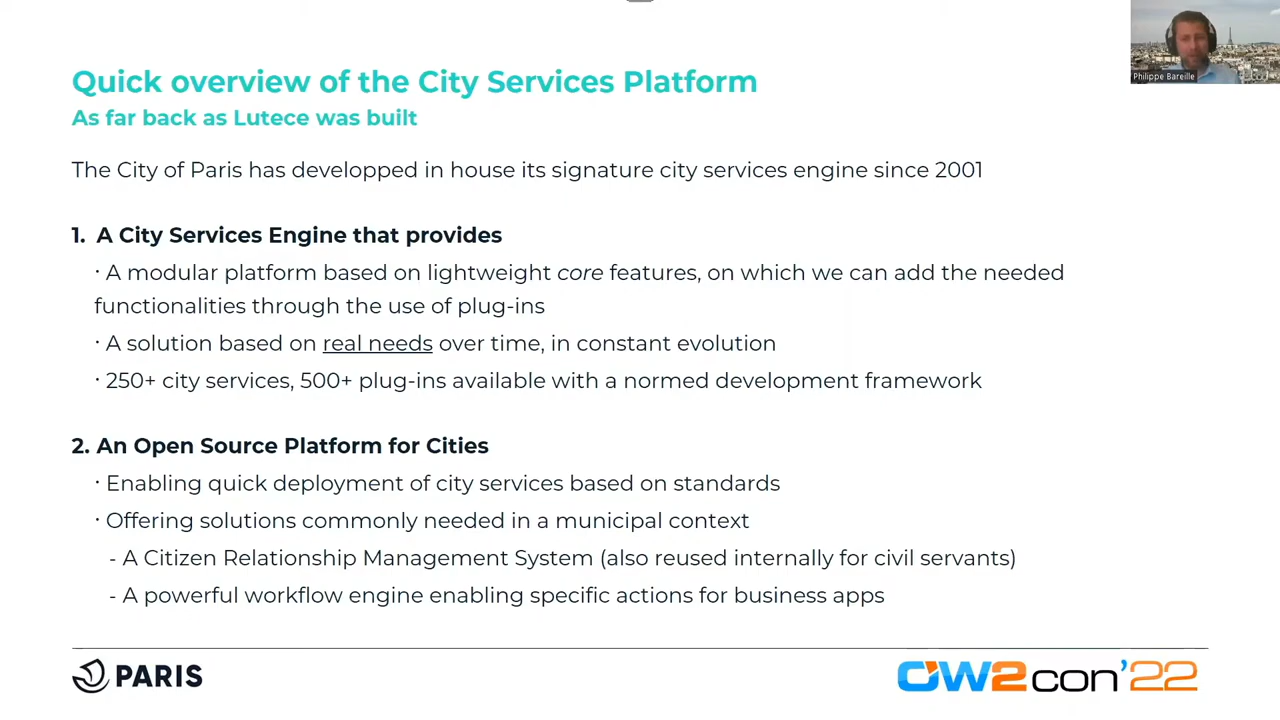 Philippe Bareille
Quick overview of the City Services Platform
As far back as Lutece was built
The City of Paris has developped in house its signature city services engine since 2001
1. A City Services Engine that provides
· A modular platform based on lightweight core features, on which we can add the needed
functionalities through the use of plug-ins
· A solution based on real needs over time, in constant evolution
· 250+ city services, 500+ plug-ins available with a normed development framework
2. An Open Source Platform for Cities
· Enabling quick deployment of city services based on standards
· Offering solutions commonly needed in a municipal context
- A Citizen Relationship Management System (also reused internally for civil servants)
- A powerful workflow engine enabling specific actions for business apps
PARIS
OW2con'22